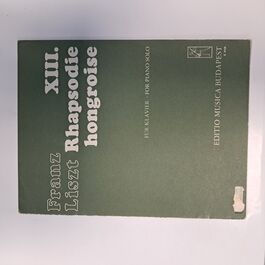 Franz
Liszt
XIII.
Rhapsodie
hongroise
FÜR KLAVIER – FOR PIANO SOLO
EDITIO MUSICA BUDAPEST